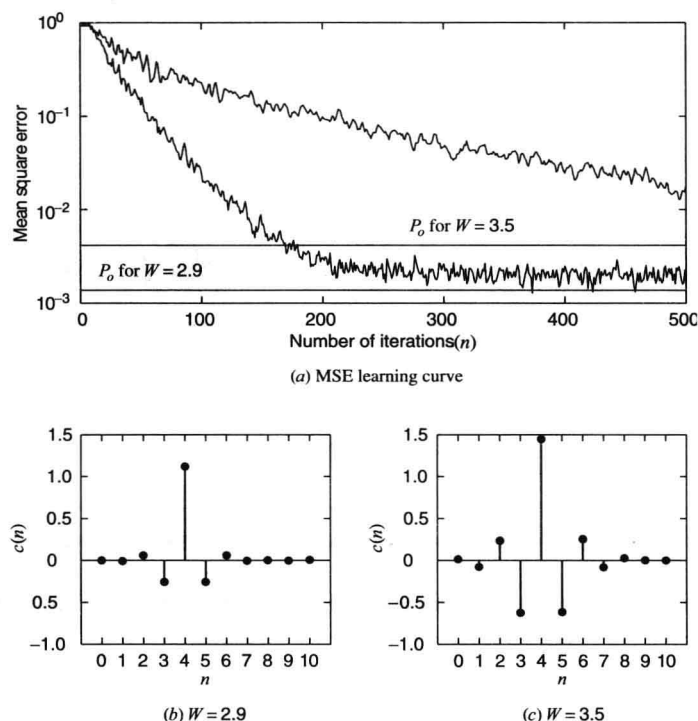 10⁰
10⁻¹
10⁻²
10⁻³
Mean square error
P_o for W = 3.5
P_o for W = 2.9
0 100 200 300 400 500
Number of iterations(n)
(a) MSE learning curve
1.5
1.0
0.5
0
−0.5
−1.0
c(n)
0 1 2 3 4 5 6 7 8 9 10
n
(b) W = 2.9
1.5
1.0
0.5
0
−0.5
−1.0
c(n)
0 1 2 3 4 5 6 7 8 9 10
n
(c) W = 3.5